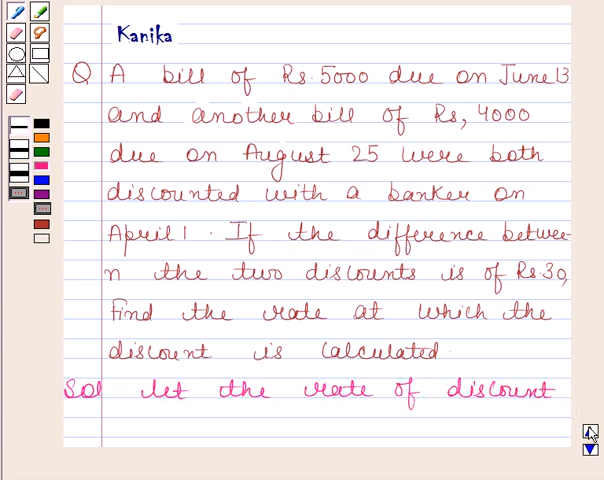 Kanika
Q A bill of Rs.5000 due on June 13
and another bill of Rs, 4000
due on August 25 were both
discounted with a banker on
April 1. If the difference betwee-
n the two discounts is of Rs.30,
find the rate at which the
discount is calculated.
Sol let the rate of discount